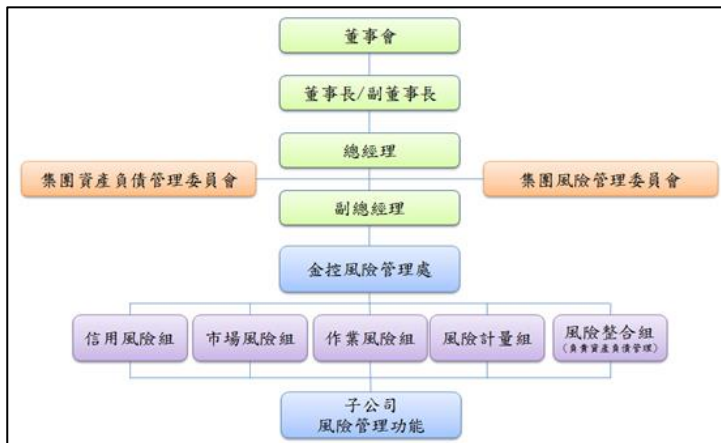 董事會
董事長/副董事長
總經理
集團資產負債管理委員會
集團風險管理委員會
副總經理
金控風險管理處
信用風險組
市場風險組
作業風險組
風險計量組
風險整合組
(負責資產負債管理)
子公司
風險管理功能